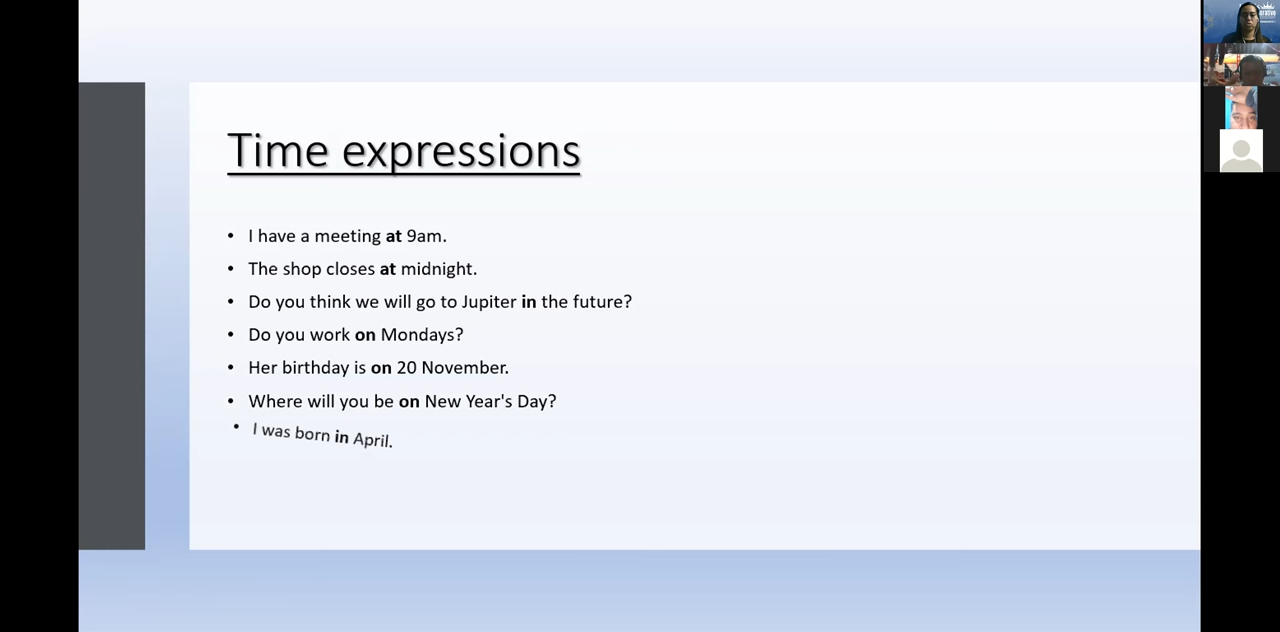 Time expressions
• I have a meeting at 9am.
• The shop closes at midnight.
• Do you think we will go to Jupiter in the future?
• Do you work on Mondays?
• Her birthday is on 20 November.
• Where will you be on New Year's Day?
• I was born in April.